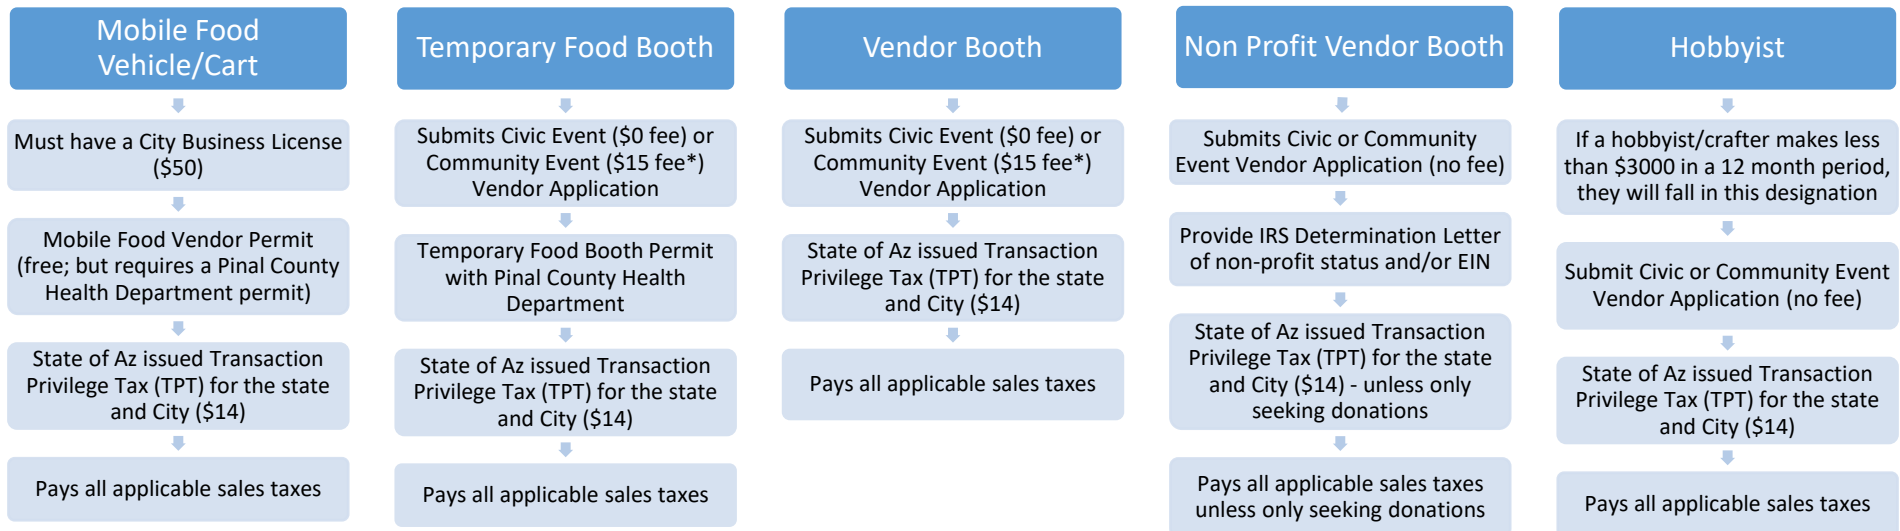 Mobile Food
Vehicle/Cart
Must have a City Business License
($50)
Mobile Food Vendor Permit
(free; but requires a Pinal County
Health Department permit)
State of Az issued Transaction
Privilege Tax (TPT) for the state
and City ($14)
Pays all applicable sales taxes
Temporary Food Booth
Submits Civic Event ($0 fee) or
Community Event ($15 fee*)
Vendor Application
Temporary Food Booth Permit
with Pinal County Health
Department
State of Az issued Transaction
Privilege Tax (TPT) for the state
and City ($14)
Pays all applicable sales taxes
Vendor Booth
Submits Civic Event ($0 fee) or
Community Event ($15 fee*)
Vendor Application
State of Az issued Transaction
Privilege Tax (TPT) for the state
and City ($14)
Pays all applicable sales taxes
Non Profit Vendor Booth
Submits Civic or Community
Event Vendor Application (no fee)
Provide IRS Determination Letter
of non-profit status and/or EIN
State of Az issued Transaction
Privilege Tax (TPT) for the state
and City ($14) - unless only
seeking donations
Pays all applicable sales taxes
unless only seeking donations
Hobbyist
If a hobbyist/crafter makes less
than $3000 in a 12 month period,
they will fall in this designation
Submit Civic or Community Event
Vendor Application (no fee)
State of Az issued Transaction
Privilege Tax (TPT) for the state
and City ($14)
Pays all applicable sales taxes